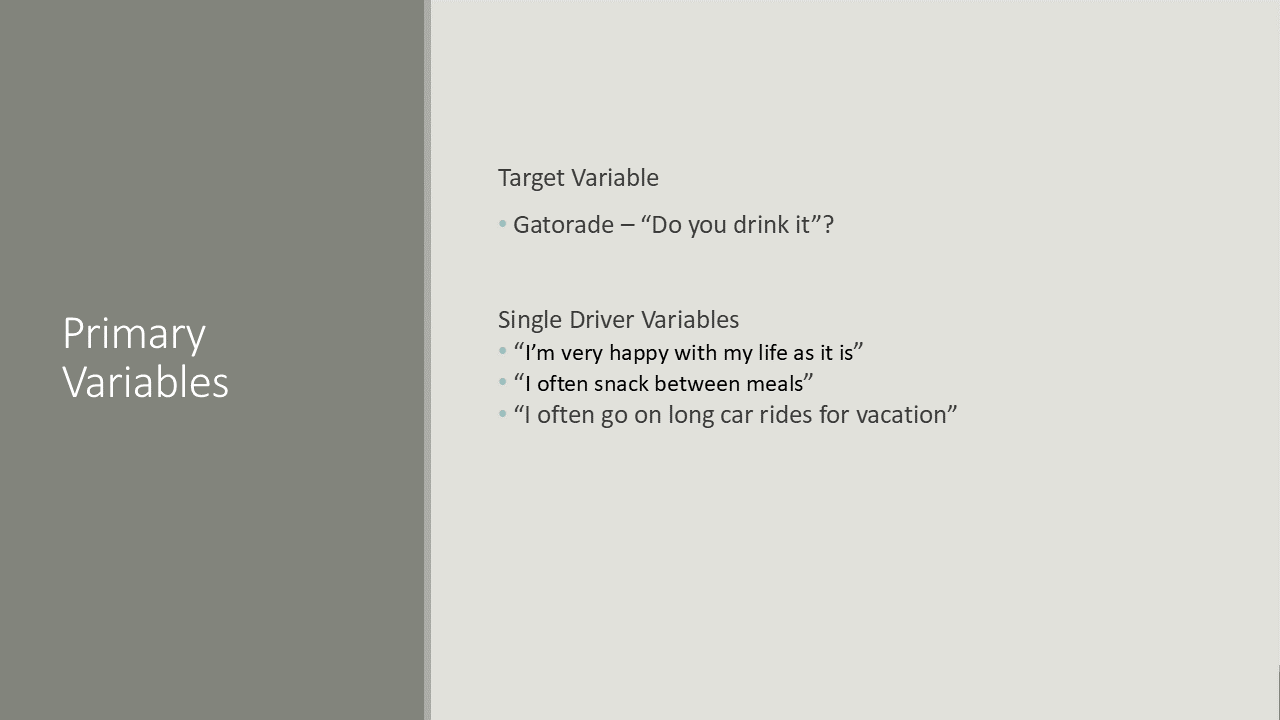 Primary
Variables
Target Variable
• Gatorade – “Do you drink it”?
Single Driver Variables
• “I’m very happy with my life as it is”
• “I often snack between meals”
• “I often go on long car rides for vacation”